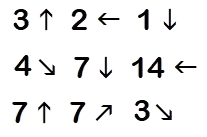 3 ↑ 2 ← 1 ↓
4 ↘ 7 ↓ 14 ←
7 ↑ 7 ↗ 3 ↘